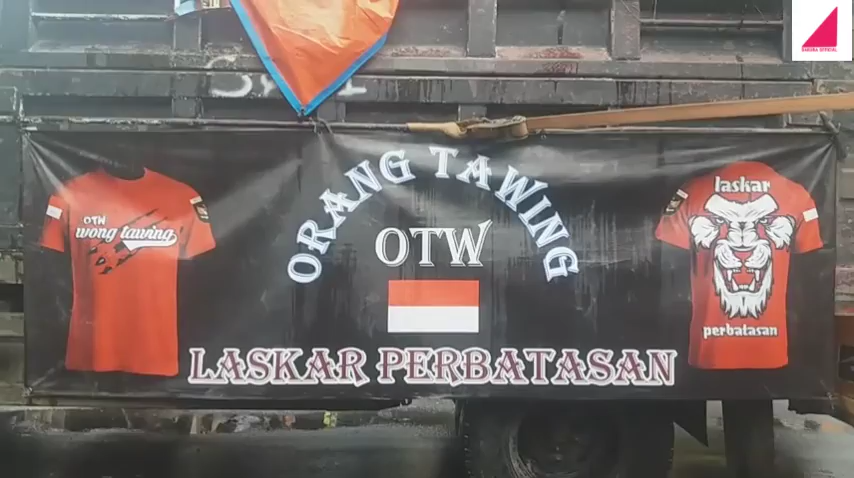 ORANG TAWING
OTW
LASKAR PERBATASAN
OTW
wong tawing
laskar
perbatasan